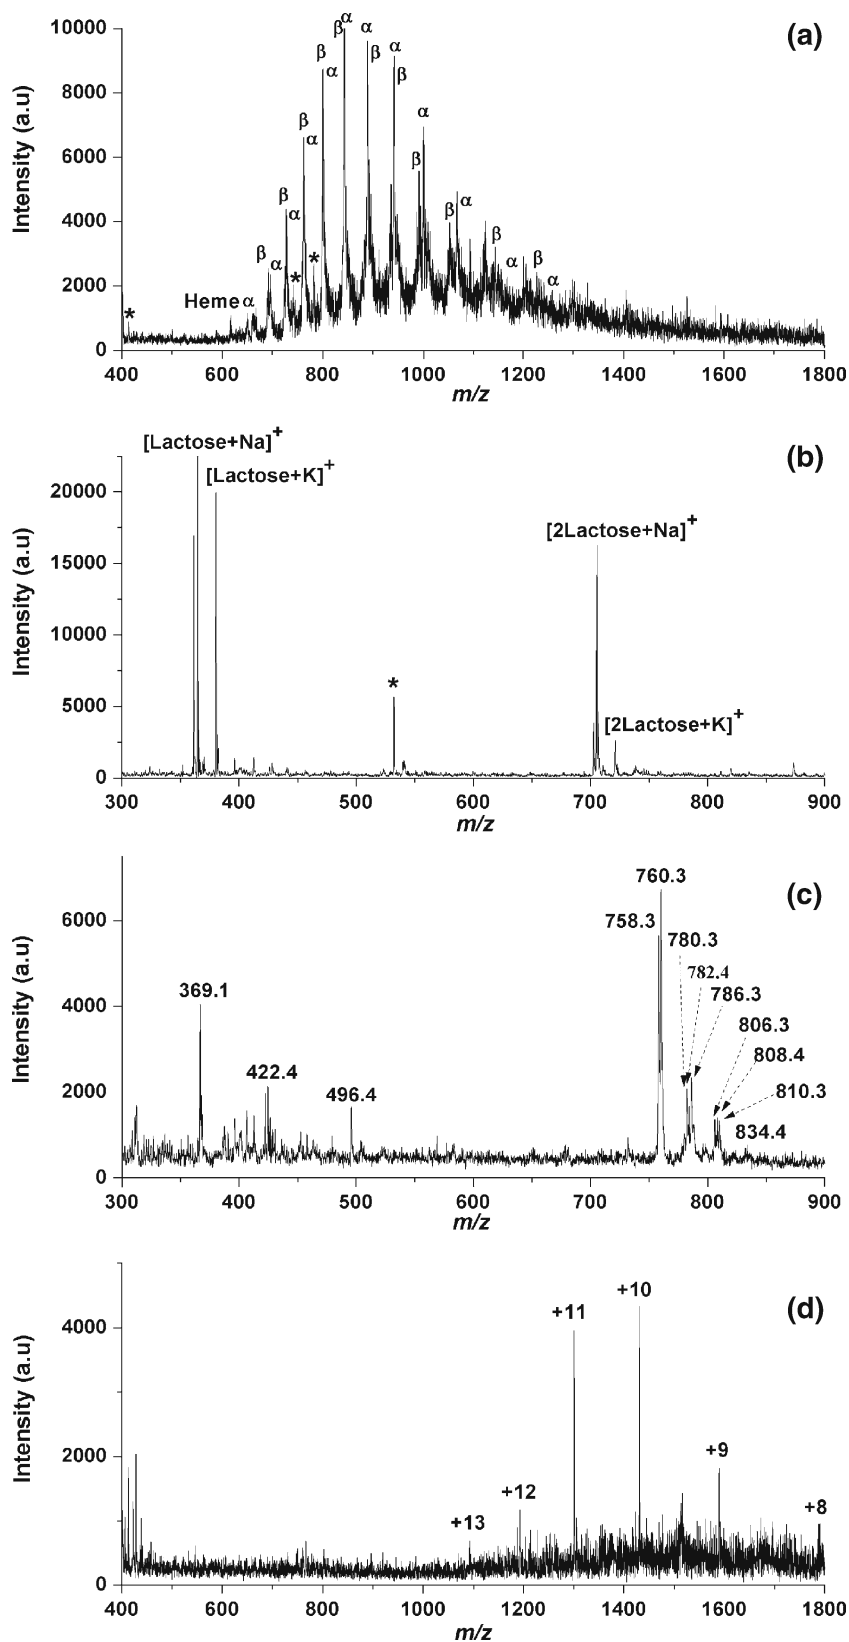 (a)
Intensity (a.u)
10000
8000
6000
4000
2000
0
β α α α
β β β
β α
β α
β α
β α
β α
Heme α
* * *
α
β
β α
β
α
β
α
400 600 800 1000 1200 1400 1600 1800
m/z
(b)
[Lactose+Na]+
[Lactose+K]+
[2Lactose+Na]+
*
[2Lactose+K]+
Intensity (a.u)
20000
15000
10000
5000
0
300 400 500 600 700 800 900
m/z
(c)
760.3
758.3
780.3
782.4
786.3
806.3
808.4
810.3
834.4
369.1
422.4
496.4
Intensity (a.u)
6000
4000
2000
0
300 400 500 600 700 800 900
m/z
(d)
+10
+11
+9
+12
+8
+13
Intensity (a.u)
4000
2000
0
400 600 800 1000 1200 1400 1600 1800
m/z